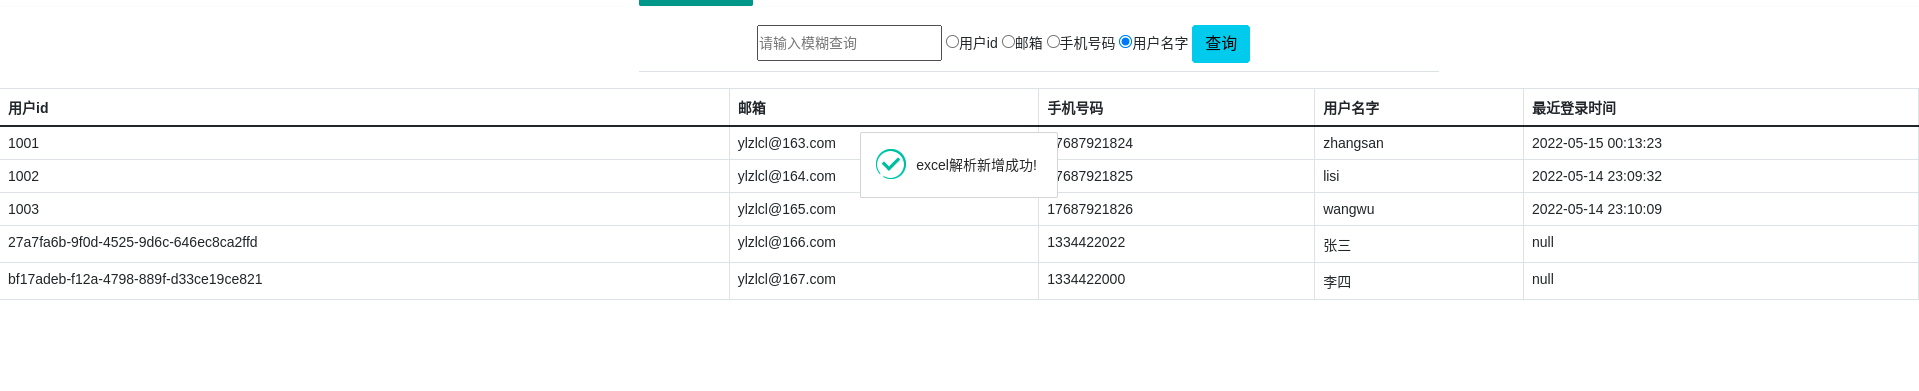 请输入模糊查询 用户id 邮箱 手机号码 用户名字 查询
用户id 邮箱 手机号码 用户名字 最近登录时间
1001 ylzlcl@163.com 7687921824 zhangsan 2022-05-15 00:13:23
excel解析新增成功!
1002 ylzlcl@164.com 7687921825 lisi 2022-05-14 23:09:32
1003 ylzlcl@165.com 17687921826 wangwu 2022-05-14 23:10:09
27a7fa6b-9f0d-4525-9d6c-646ec8ca2ffd ylzlcl@166.com 1334422022 张三 null
bf17adeb-f12a-4798-889f-d33ce19ce821 ylzlcl@167.com 1334422000 李四 null